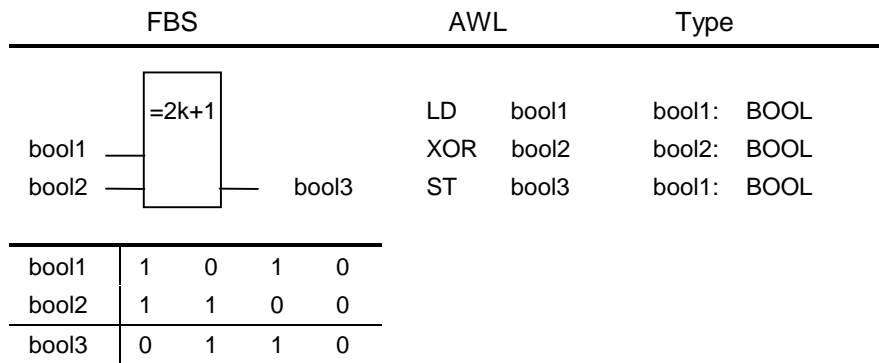 FBS AWL Type
=2k+1 LD bool1 bool1: BOOL
bool1 XOR bool2 bool2: BOOL
bool2 bool3 ST bool3 bool1: BOOL
bool1 1 0 1 0
bool2 1 1 0 0
bool3 0 1 1 0